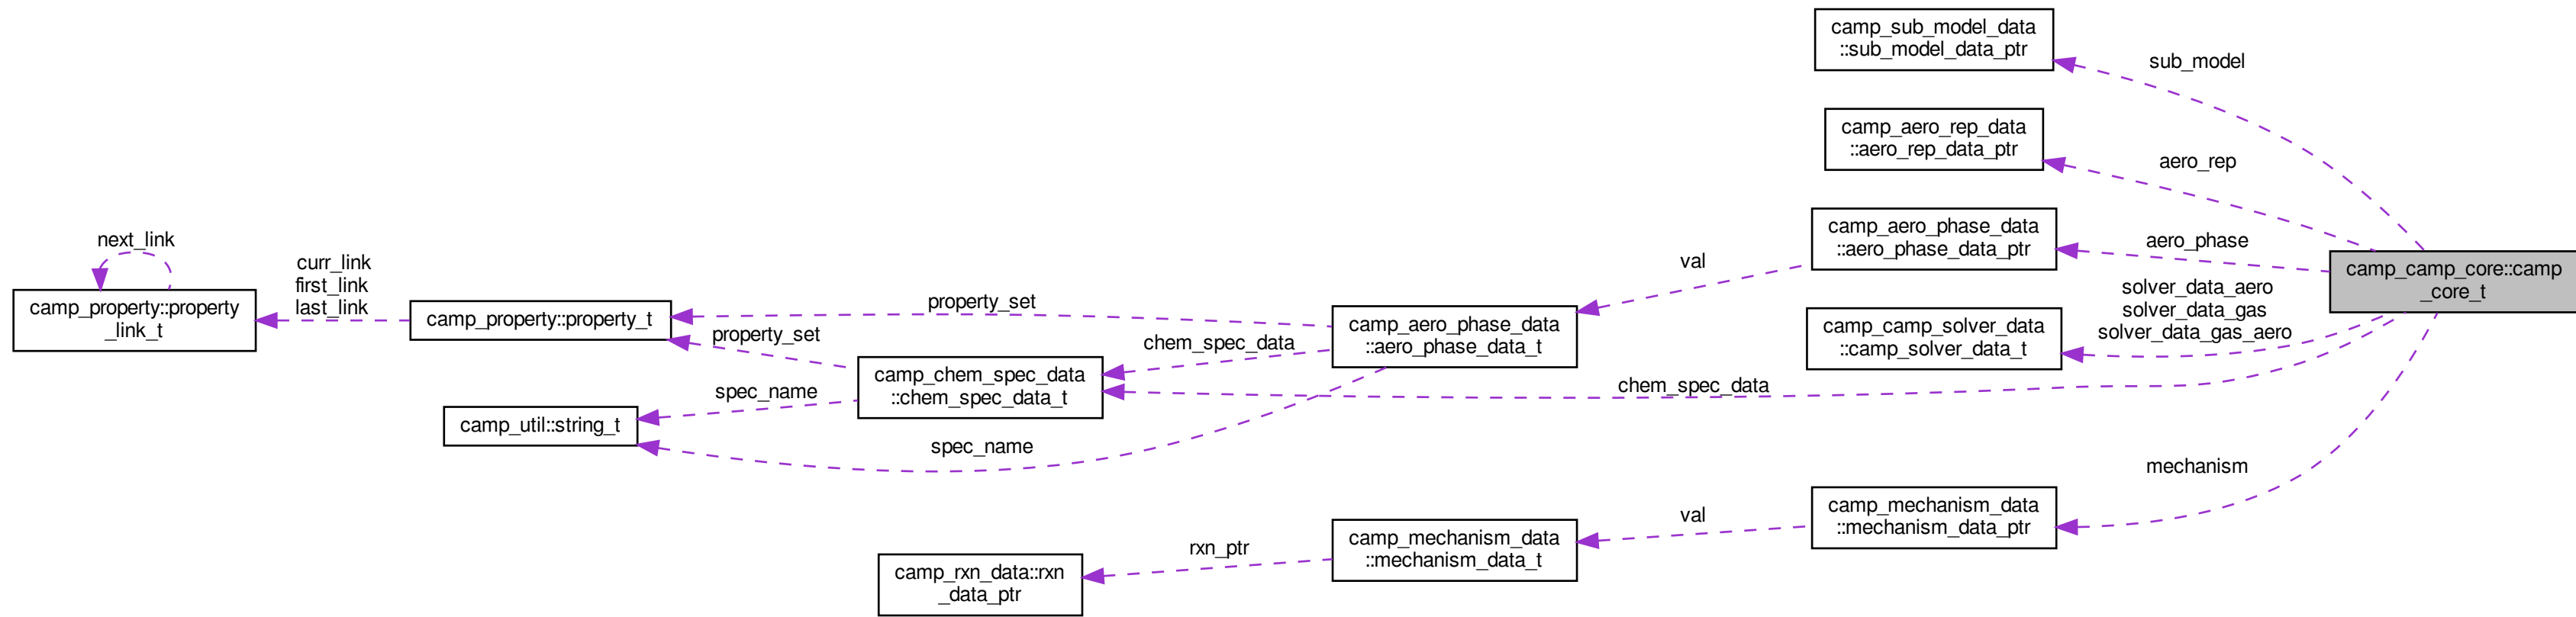 camp_sub_model_data
::sub_model_data_ptr
sub_model
camp_aero_rep_data
::aero_rep_data_ptr
aero_rep
camp_aero_phase_data
::aero_phase_data_ptr
aero_phase
camp_camp_core::camp
_core_t
solver_data_aero
solver_data_gas
solver_data_gas_aero
camp_camp_solver_data
::camp_solver_data_t
val
next_link
camp_property::property
_link_t
curr_link
first_link
last_link
camp_property::property_t
property_set
property_set
camp_aero_phase_data
::aero_phase_data_t
chem_spec_data
camp_chem_spec_data
::chem_spec_data_t
chem_spec_data
spec_name
camp_util::string_t
spec_name
mechanism
camp_mechanism_data
::mechanism_data_ptr
val
camp_mechanism_data
::mechanism_data_t
rxn_ptr
camp_rxn_data::rxn
_data_ptr